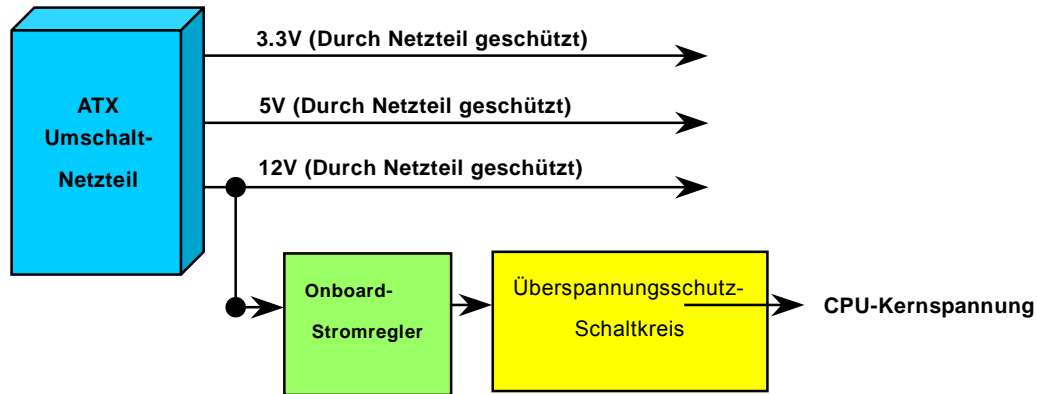 3.3V (Durch Netzteil geschützt)
ATX
Umschalt-
Netzteil
5V (Durch Netzteil geschützt)
12V (Durch Netzteil geschützt)
Onboard-
Stromregler
Überspannungsschutz-
Schaltkreis
CPU-Kernspannung